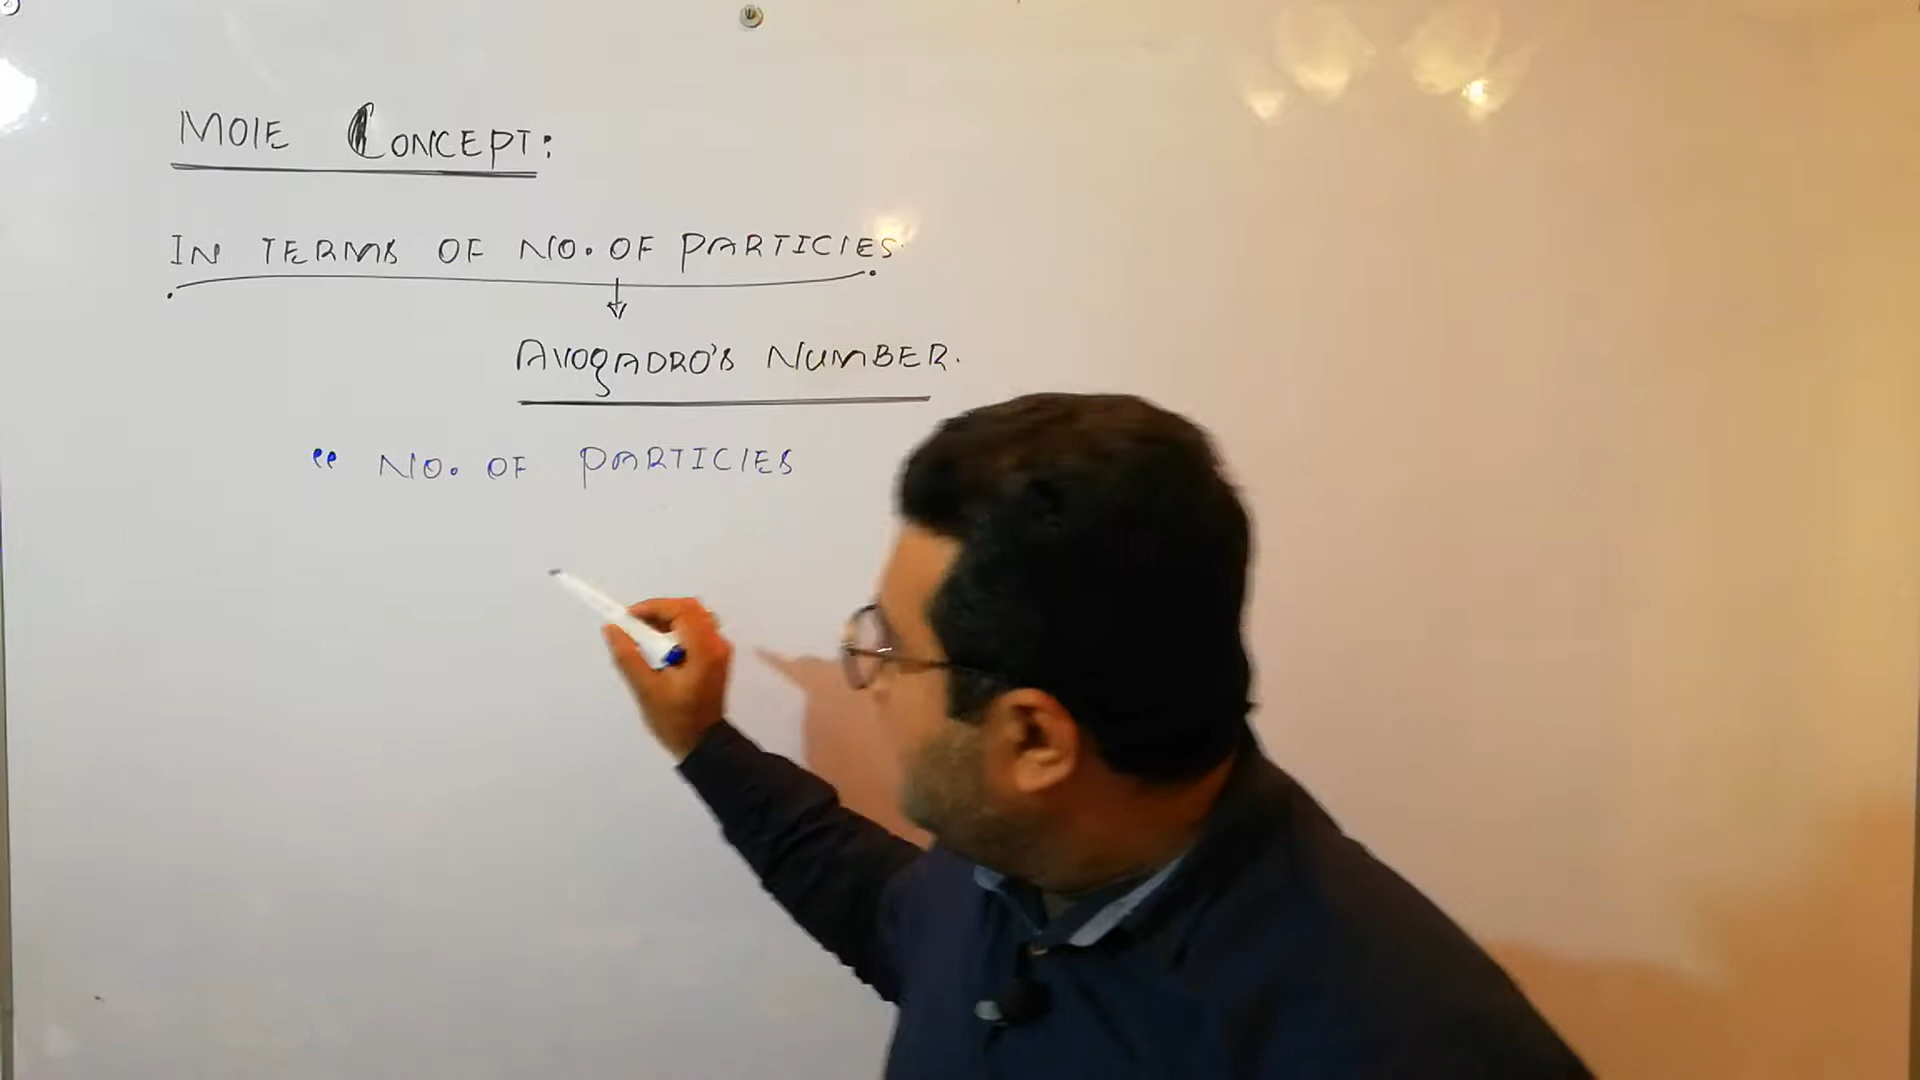 MOlE CONCEPT:
IN TERMS OF NO. OF PARTIClES.
AVOgADRO'S NUMBER.
“ NO. OF PARTIClES